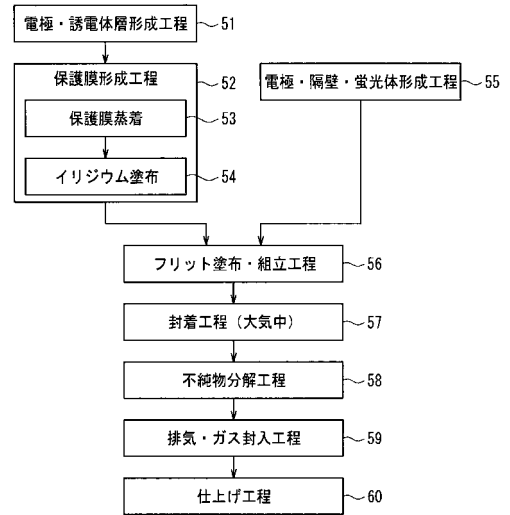 電極・誘電体層形成工程 51
保護膜形成工程 52
保護膜蒸着 53
イリジウム塗布 54
電極・隔壁・蛍光体形成工程 55
フリット塗布・組立工程 56
封着工程（大気中） 57
不純物分解工程 58
排気・ガス封入工程 59
仕上げ工程 60